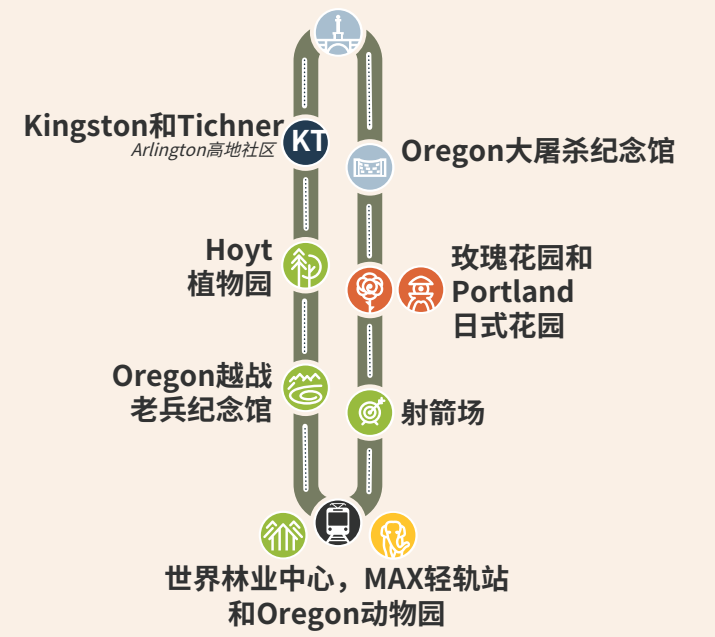 Kingston和Tichner
Arlington高地社区
KT
Oregon大屠杀纪念馆
Hoyt
植物园
玫瑰花园和
Portland
日式花园
Oregon越战
老兵纪念馆
射箭场
世界林业中心，MAX轻轨站
和Oregon动物园